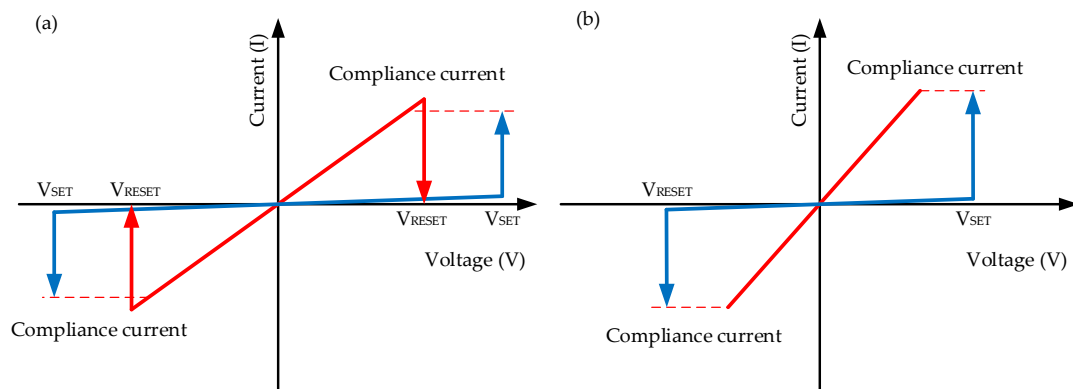 (a)
Current (I)
Compliance current
VSET
VRESET
VRESET
VSET
Voltage (V)
Compliance current
(b)
Current (I)
Compliance current
VRESET
VSET
Voltage (V)
Compliance current